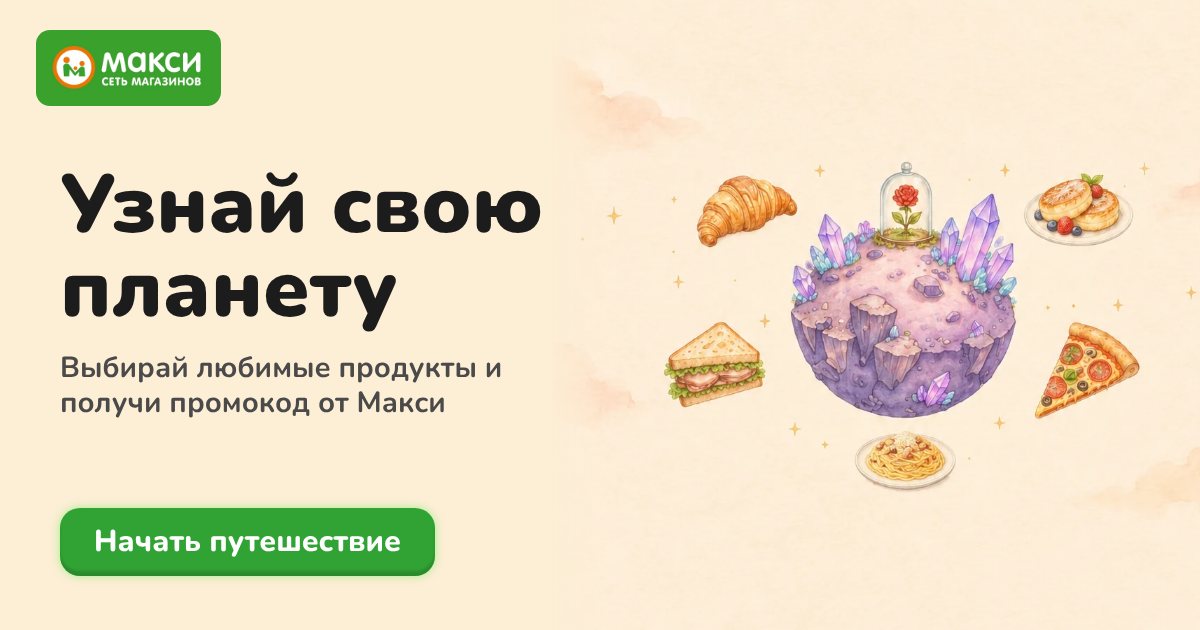 макси
СЕТЬ МАГАЗИНОВ
Узнай свою
планету
Выбирай любимые продукты и
получи промокод от Макси
Начать путешествие